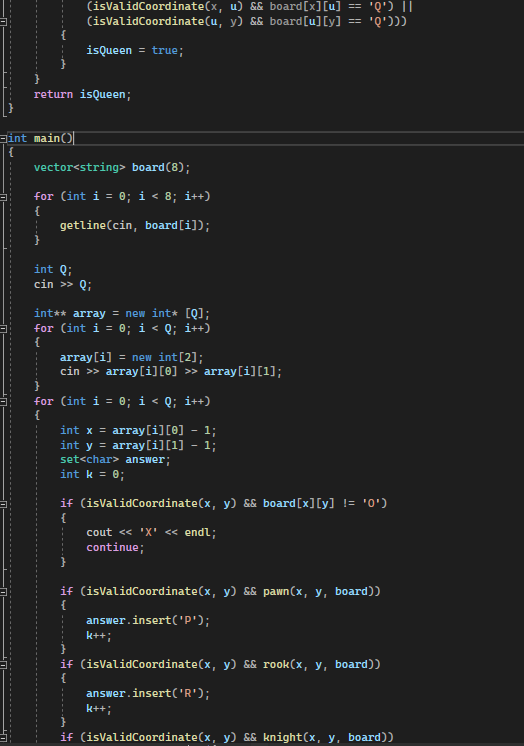 (isValidCoordinate(x, u) && board[x][u] == 'Q') ||
(isValidCoordinate(u, y) && board[u][y] == 'Q')))
{
isQueen = true;
}
}
return isQueen;
}
int main()
{
vector<string> board(8);
for (int i = 0; i < 8; i++)
{
getline(cin, board[i]);
}
int Q;
cin >> Q;
int** array = new int* [Q];
for (int i = 0; i < Q; i++)
{
array[i] = new int[2];
cin >> array[i][0] >> array[i][1];
}
for (int i = 0; i < Q; i++)
{
int x = array[i][0] - 1;
int y = array[i][1] - 1;
set<char> answer;
int k = 0;
if (isValidCoordinate(x, y) && board[x][y] != 'O')
{
cout << 'X' << endl;
continue;
}
if (isValidCoordinate(x, y) && pawn(x, y, board))
{
answer.insert('P');
k++;
}
if (isValidCoordinate(x, y) && rook(x, y, board))
{
answer.insert('R');
k++;
}
if (isValidCoordinate(x, y) && knight(x, y, board))